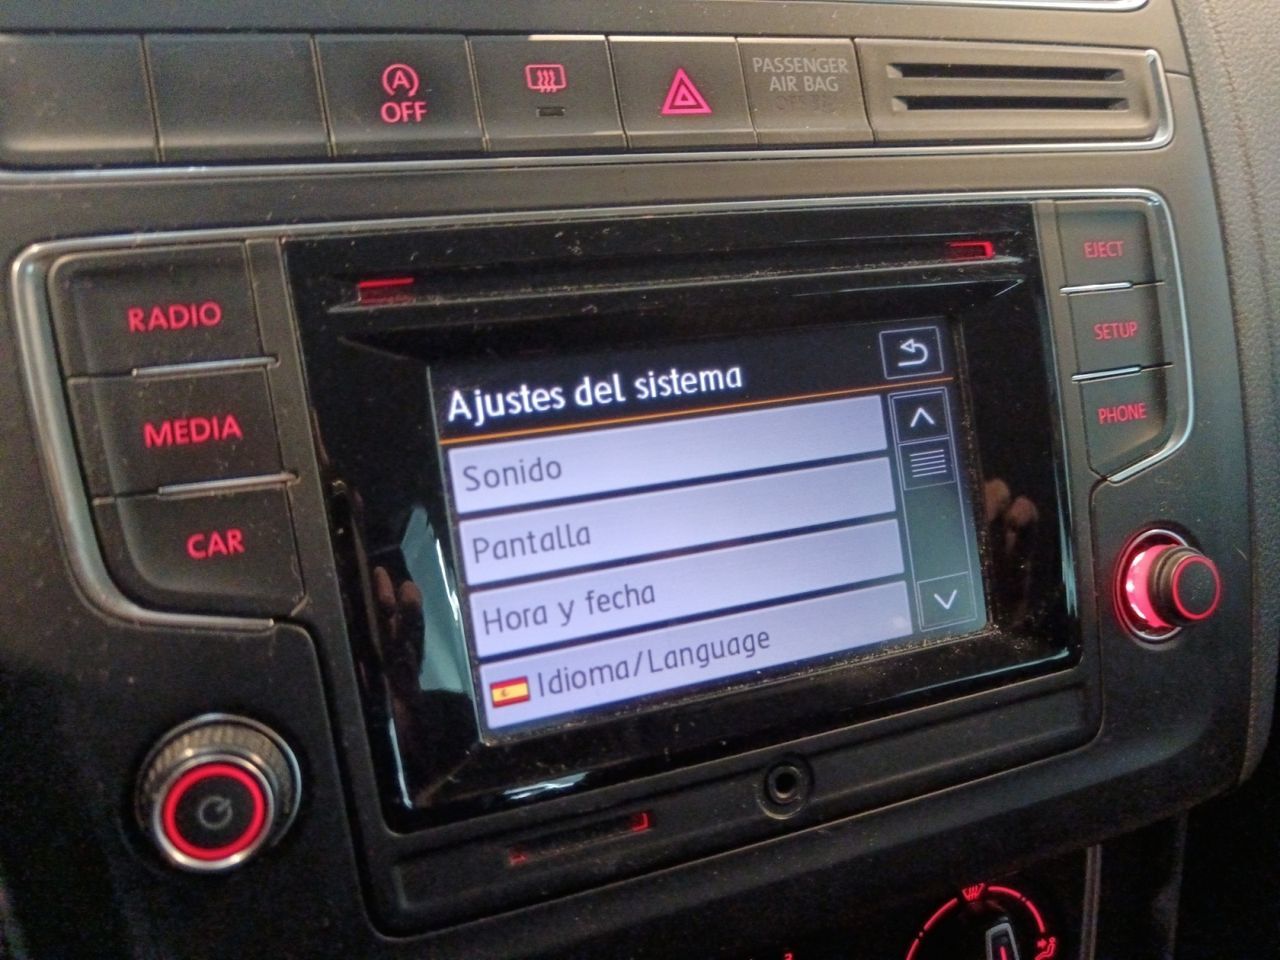 A
OFF
PASSENGER
AIR BAG
RADIO
MEDIA
CAR
EJECT
SETUP
PHONE
Ajustes del sistema
Sonido
Pantalla
Hora y fecha
Idioma/Language